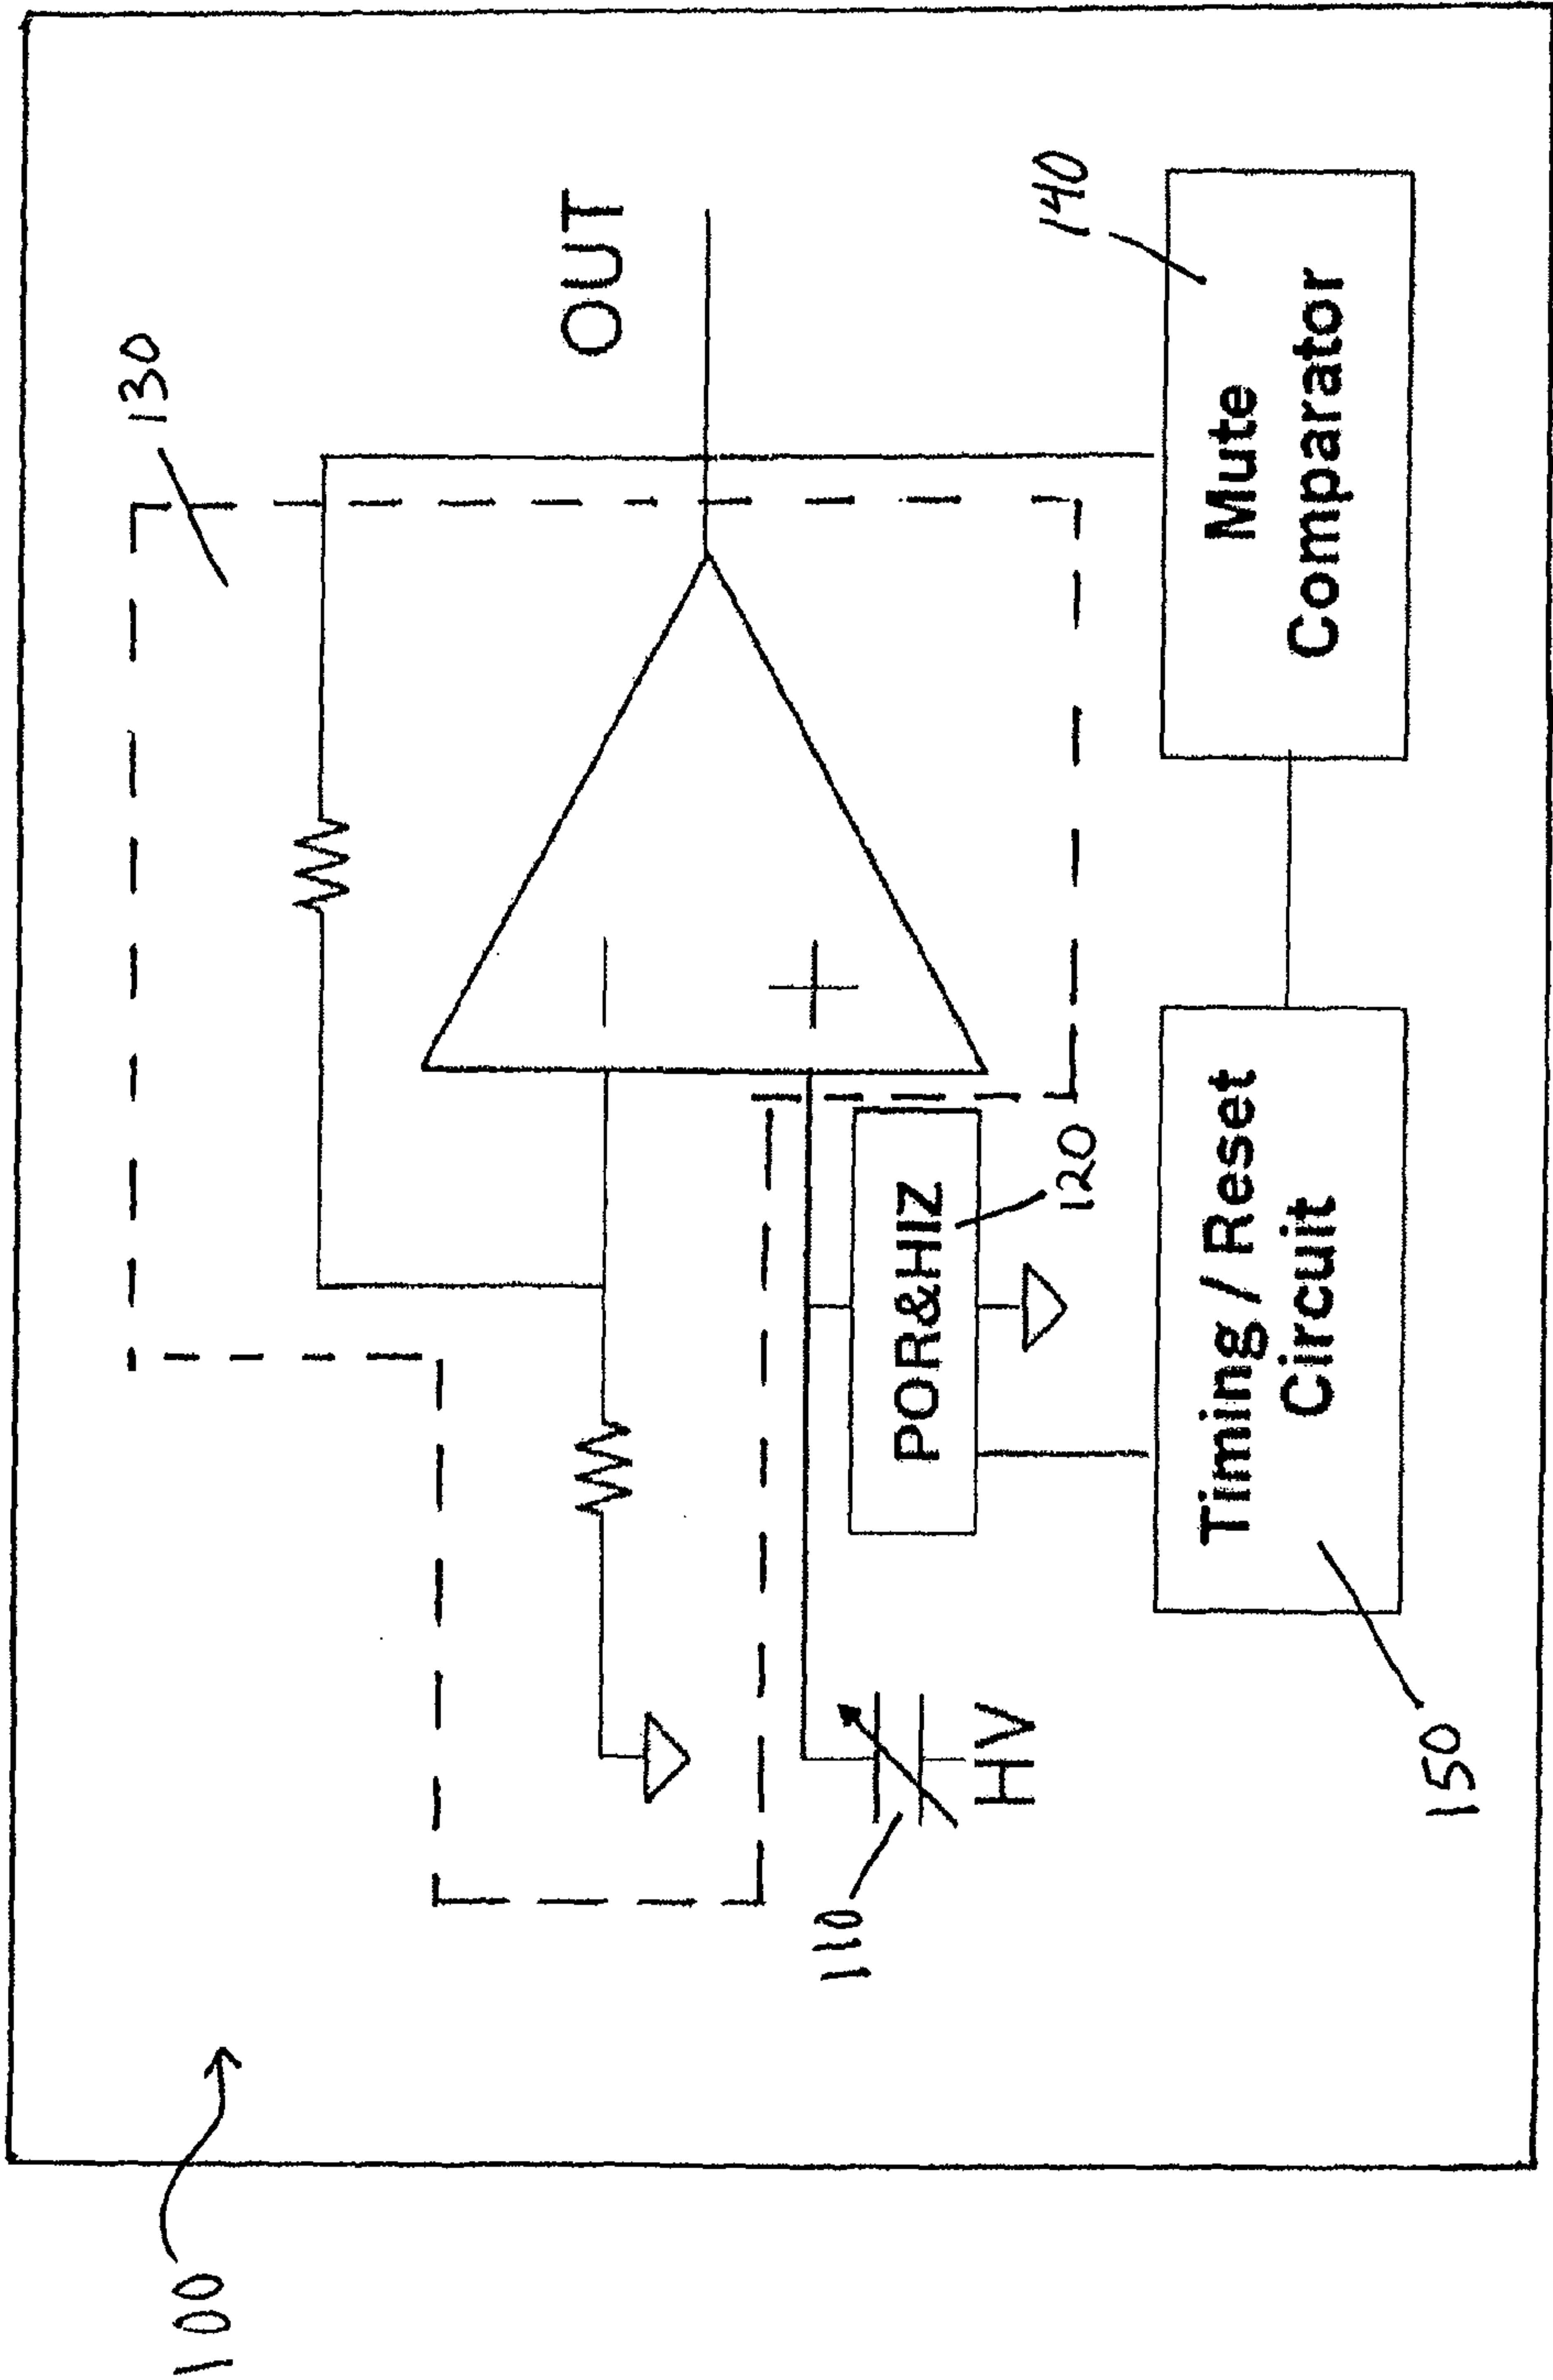 100
130
OUT
110
HV
POR&HIZ
120
140
Timing / Reset
Circuit
Mute
Comparator
150